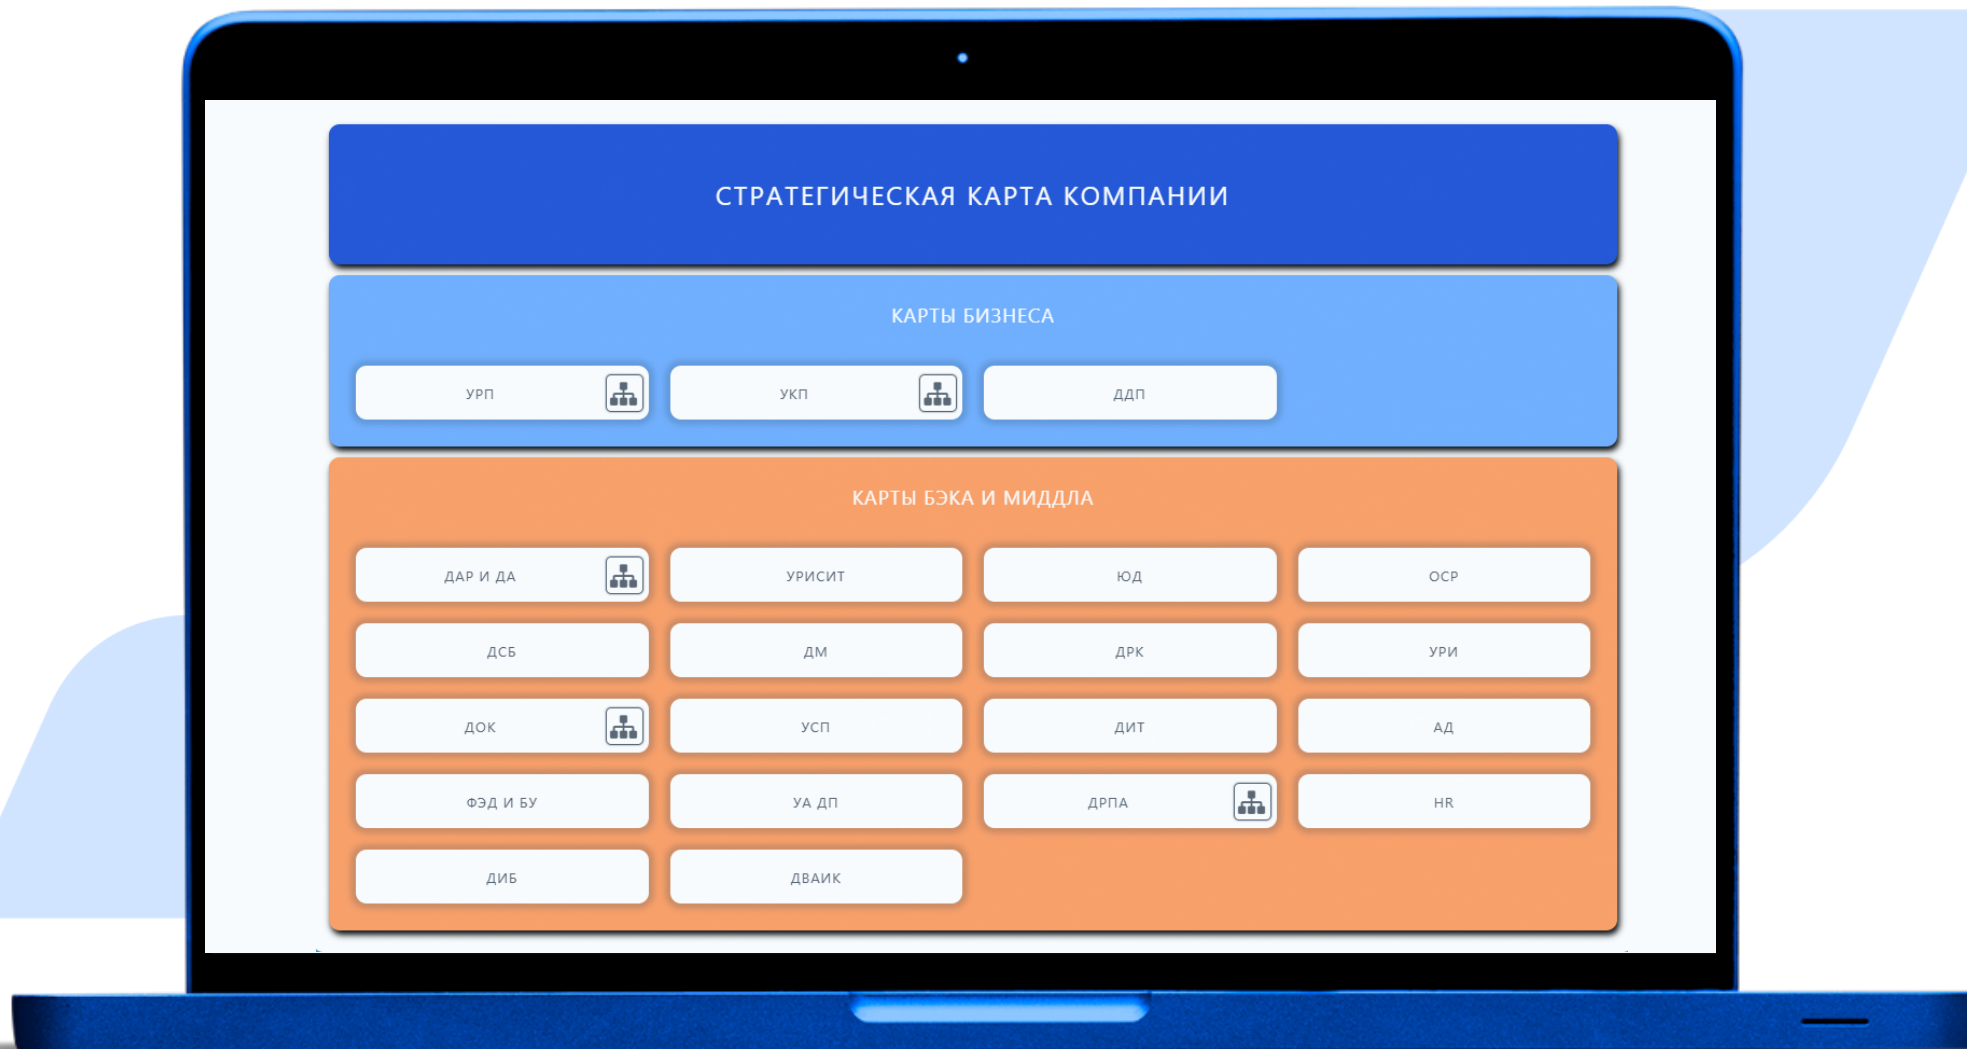 СТРАТЕГИЧЕСКАЯ КАРТА КОМПАНИИ
КАРТЫ БИЗНЕСА
УРП
УКП
ДДП
КАРТЫ БЭКА И МИДДЛА
ДАР И ДА
УРИСИТ
ЮД
ОСР
ДСБ
ДМ
ДРК
УРИ
ДОК
УСП
ДИТ
АД
ФЭД И БУ
УА ДП
ДРПА
HR
ДИБ
ДВАИК